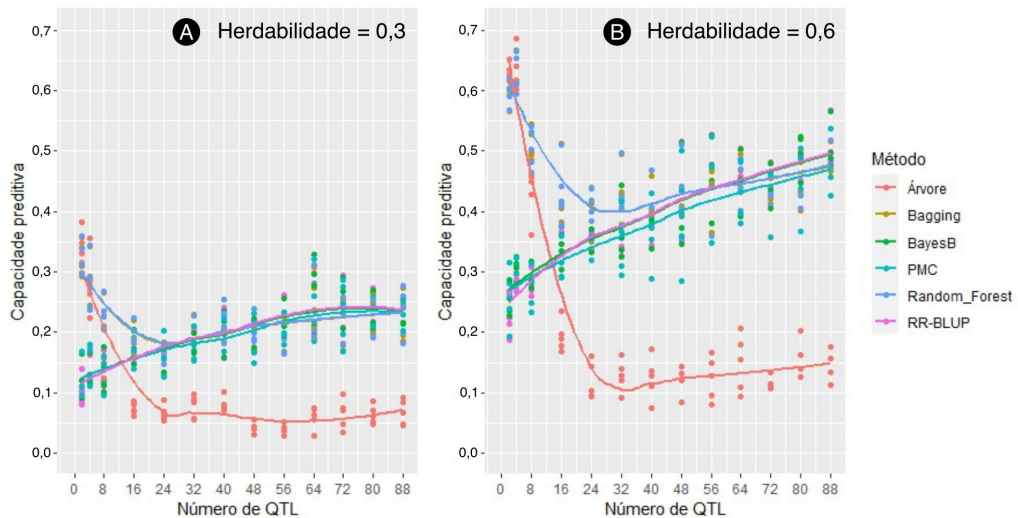 A Herdabilidade = 0,3
0,7
0,6
0,5
0,4
0,3
0,2
0,1
0,0
Capacidade preditiva
0 8 16 24 32 40 48 56 64 72 80 88
Número de QTL
B Herdabilidade = 0,6
0,7
0,6
0,5
0,4
0,3
0,2
0,1
0,0
Capacidade preditiva
0 8 16 24 32 40 48 56 64 72 80 88
Número de QTL
Método
Árvore
Bagging
BayesB
PMC
Random_Forest
RR-BLUP